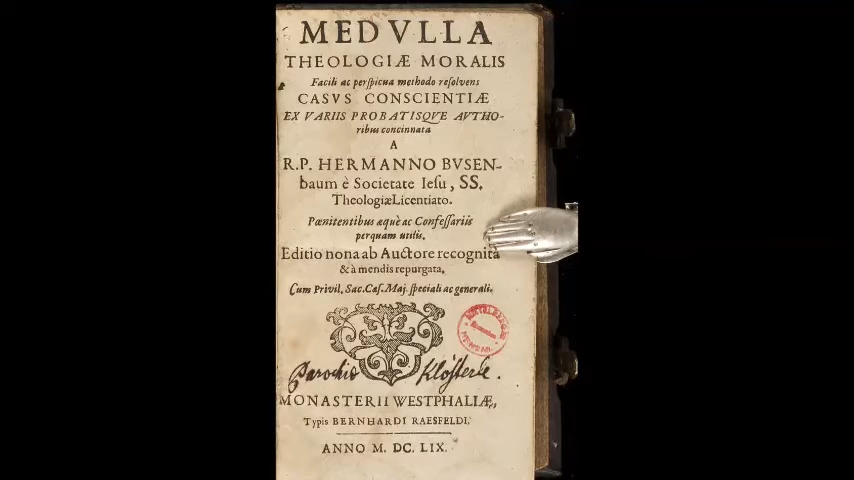 MEDVLLA
THEOLOGIÆ MORALIS
Facili ac perſpicua methodo reſolvens
CASVS CONSCIENTIÆ
EX VARIIS PROBATISQVE AVTHO-
ribus concinnata
A
R.P. HERMANNO BVSEN-
baum è Societate Ieſu, SS.
Theologiæ Licentiato.
Pœnitentibus æquè ac Confeſſariis
perquam utilis.
Editio nona ab Auctore recognita
& à mendis repurgata.
Cum Privil. Sac. Cæſ. Maj. ſpeciali ac generali.
Parochiæ Klösterle.
MONASTERII WESTPHALIÆ,
Typis BERNHARDI RAESFELDI.
ANNO M. DC. LIX.